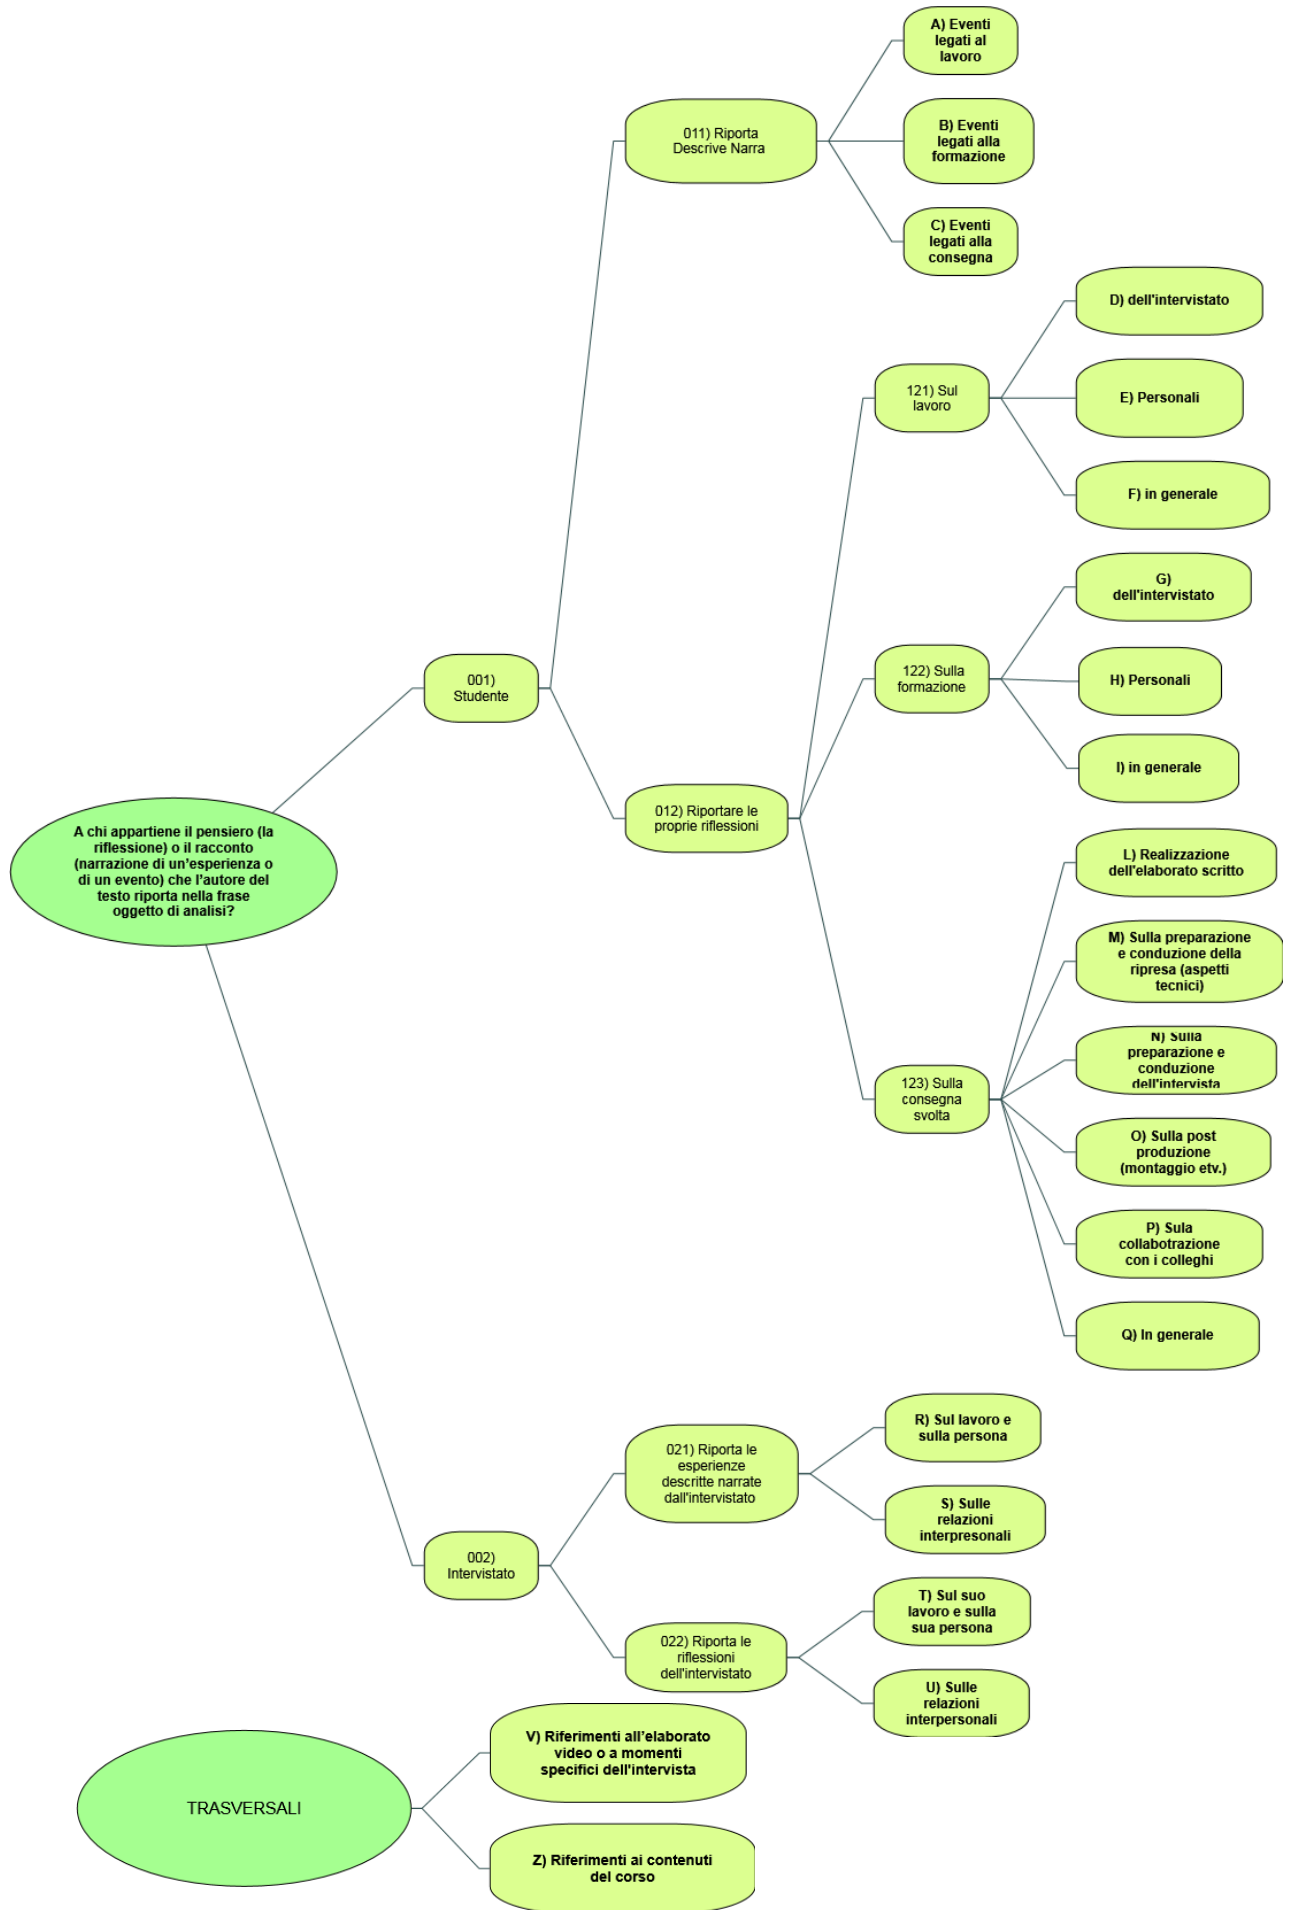 A) Eventi
legati al
lavoro
B) Eventi
legati alla
formazione
C) Eventi
legati alla
consegna
011) Riporta
Descrive Narra
D) dell'intervistato
E) Personali
F) in generale
121) Sul
lavoro
G)
dell'intervistato
H) Personali
I) in generale
122) Sulla
formazione
001)
Studente
012) Riportare le
proprie riflessioni
A chi appartiene il pensiero (la
riflessione) o il racconto
(narrazione di un’esperienza o
di un evento) che l’autore del
testo riporta nella frase
oggetto di analisi?
L) Realizzazione
dell'elaborato scritto
M) Sulla preparazione
e conduzione della
ripresa (aspetti
tecnici)
N) Sulla
preparazione e
conduzione
dell'intervista
123) Sulla
consegna
svolta
O) Sulla post
produzione
(montaggio etv.)
P) Sula
collabotrazione
con i colleghi
Q) In generale
R) Sul lavoro e
sulla persona
021) Riporta le
esperienze
descritte narrate
dall'intervistato
S) Sulle
relazioni
interpresonali
002)
Intervistato
T) Sul suo
lavoro e sulla
sua persona
022) Riporta le
riflessioni
dell'intervistato
U) Sulle
relazioni
interpersonali
V) Riferimenti all’elaborato
video o a momenti
specifici dell'intervista
TRASVERSALI
Z) Riferimenti ai contenuti
del corso